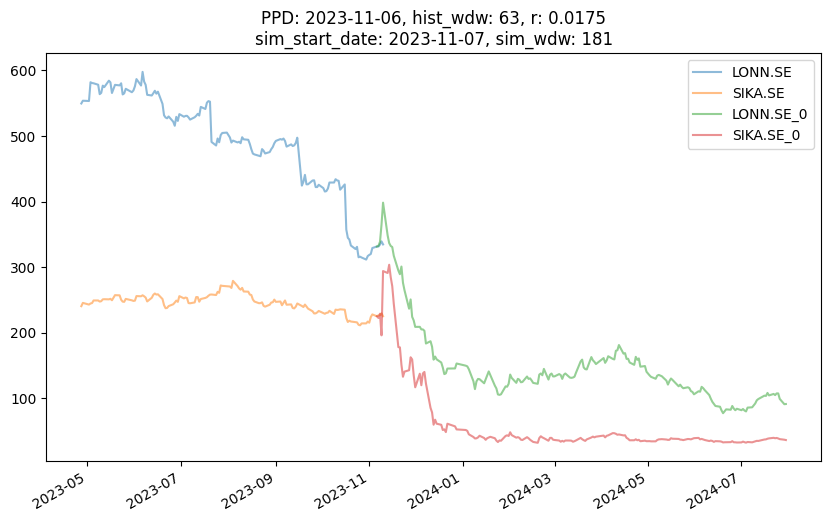 PPD: 2023-11-06, hist_wdw: 63, r: 0.0175
sim_start_date: 2023-11-07, sim_wdw: 181
LONN.SE
SIKA.SE
LONN.SE_0
SIKA.SE_0
600
500
400
300
200
100
2023-05
2023-07
2023-09
2023-11
2024-01
2024-03
2024-05
2024-07